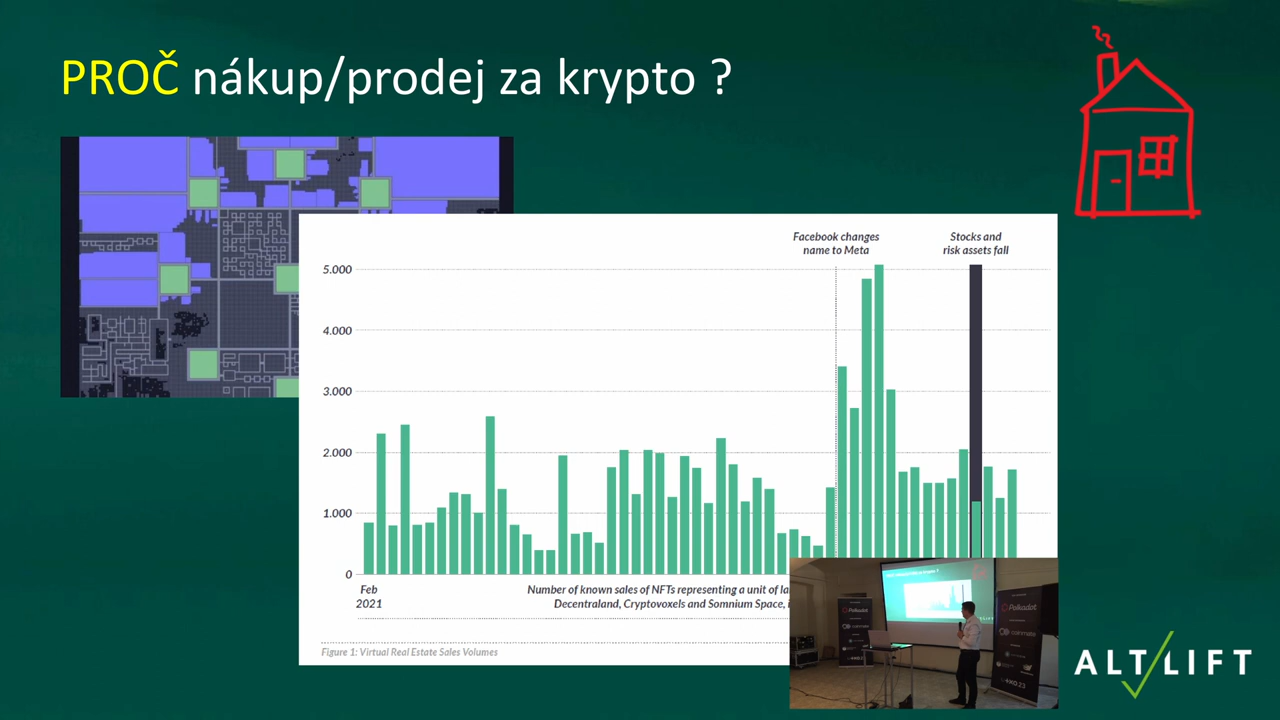 PROČ nákup/prodej za krypto ?
Facebook changes
name to Meta
Stocks and
risk assets fall
5.000
4.000
3.000
2.000
1.000
0
Feb
2021
Number of known sales of NFTs representing a unit of la
Decentraland, Cryptovoxels and Somnium Space, i
Figure 1: Virtual Real Estate Sales Volumes
Polkadot
coinmate
Polkadot
coinmate
ALT/LIFT